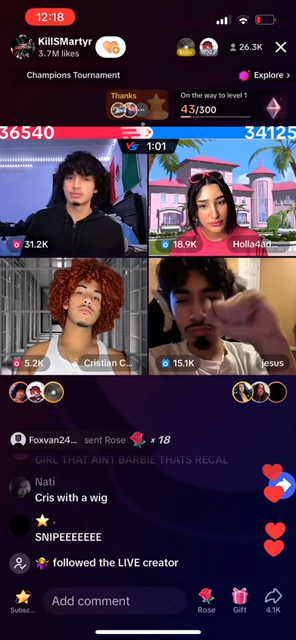 12:18
KillSMartyr
3.7M likes
26.3K
Champions Tournament
Explore >
Thanks
On the way to level 1
43/300
36540
VS 1:01
34125
31.2K
18.9K
Holla4ad...
5.2K
Cristian C...
15.1K
jesus
Foxvan24... sent Rose x 18
GIRL THAT AINT BARBIE THATS RECAL
Nati
Cris with a wig
.
SNIPEEEEEE
followed the LIVE creator
Subsc...
Add comment
Rose
Gift
4.1K